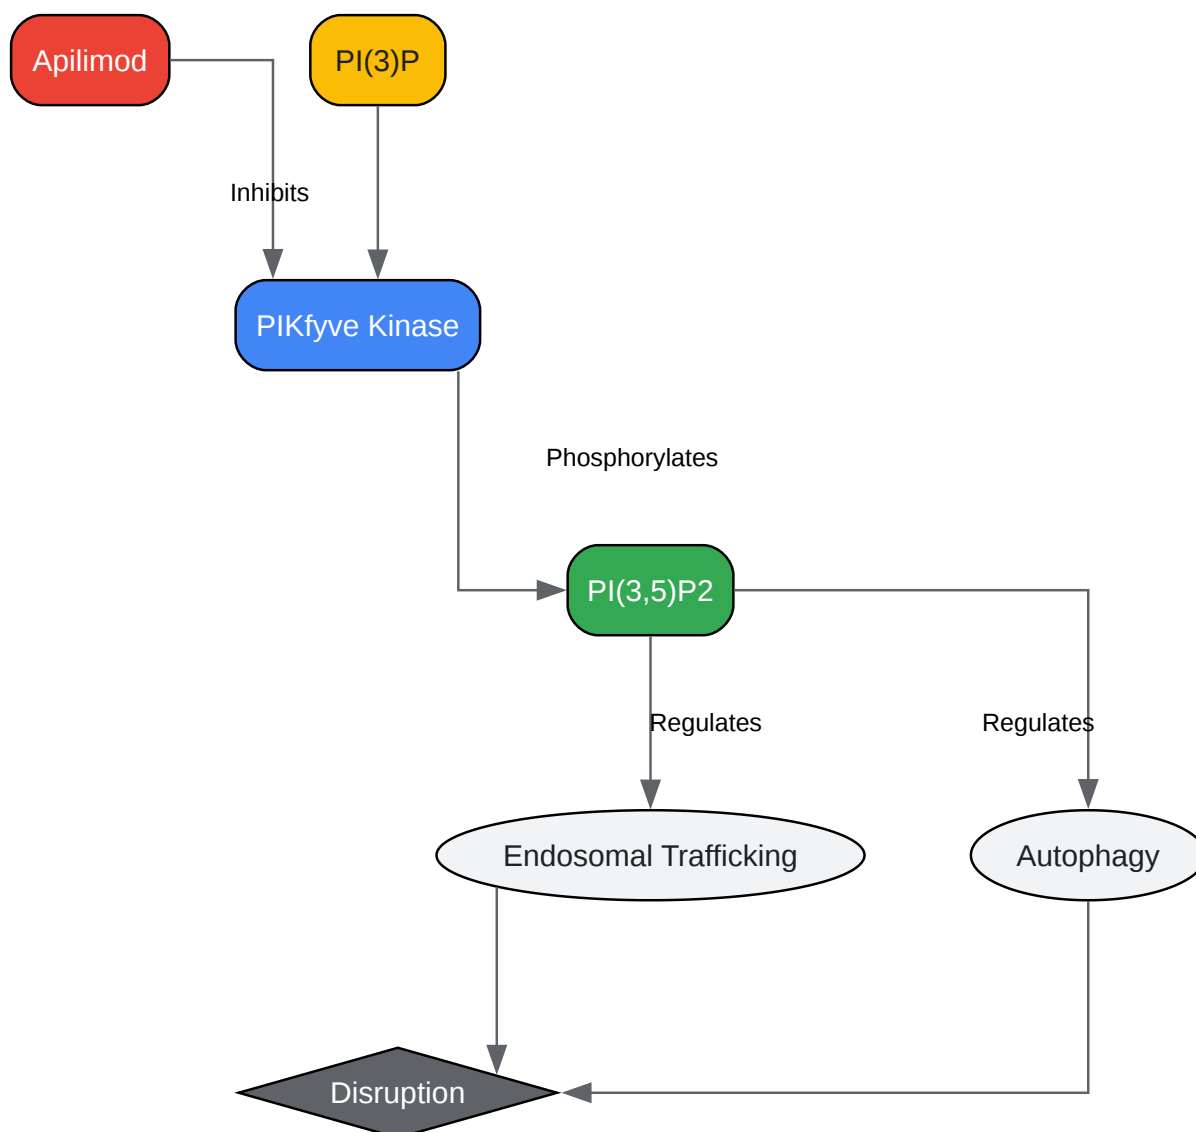 Apilimod
PI(3)P
Inhibits
PIKfyve Kinase
Phosphorylates
PI(3,5)P2
Regulates
Regulates
Endosomal Trafficking
Autophagy
Disruption